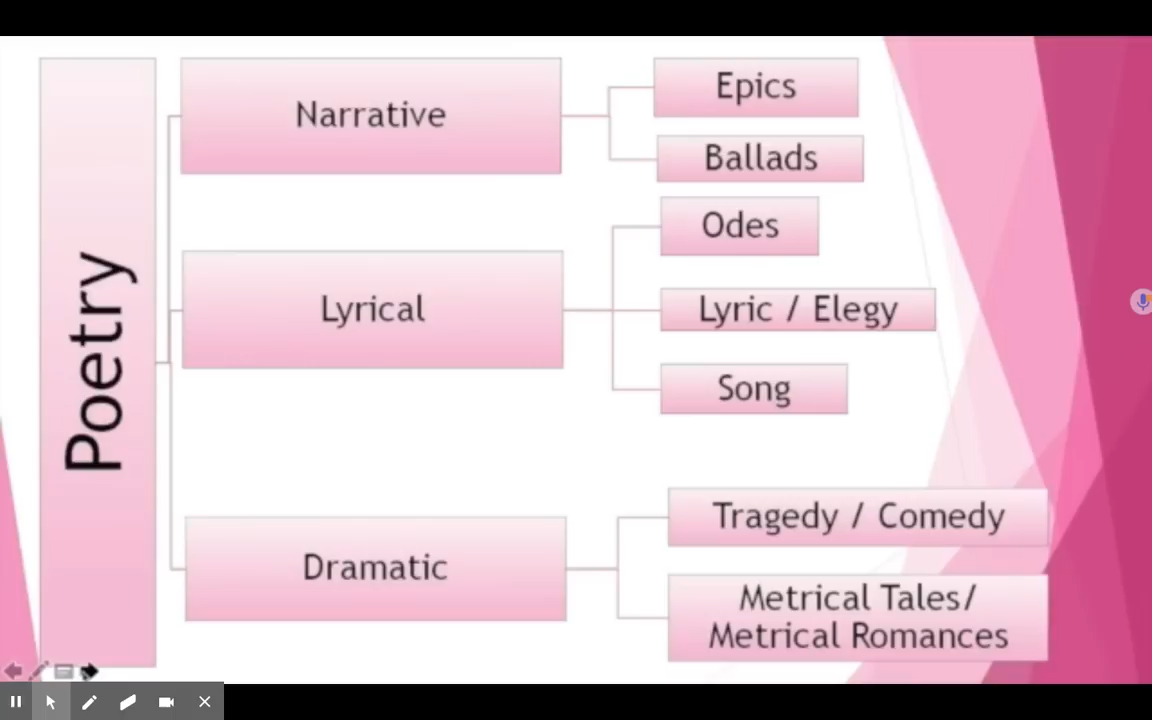 Poetry
Narrative
Epics
Ballads
Lyrical
Odes
Lyric / Elegy
Song
Dramatic
Tragedy / Comedy
Metrical Tales/
Metrical Romances